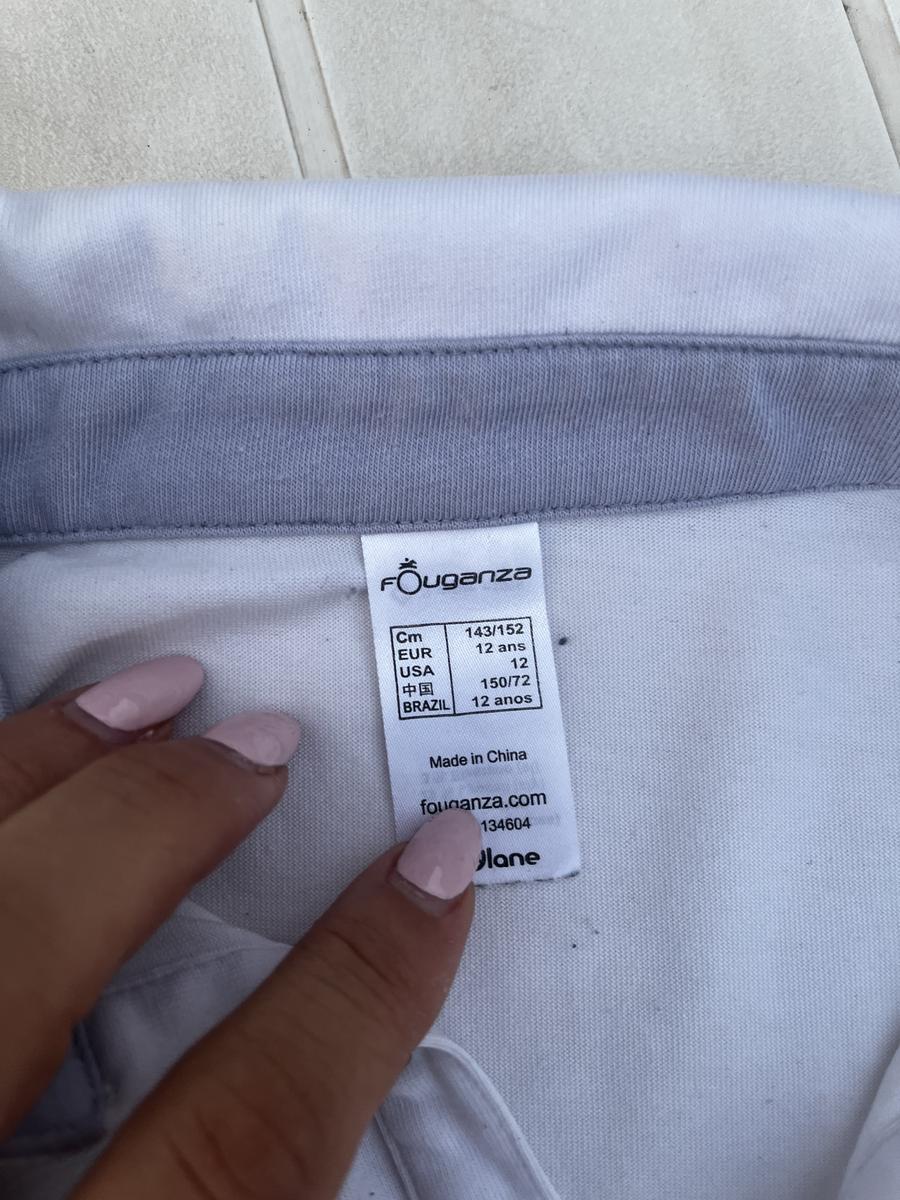 FOuganza
Cm 143/152
EUR 12 ans
USA 12
中国 150/72
BRAZIL 12 anos
Made in China
fouganza.com
134604